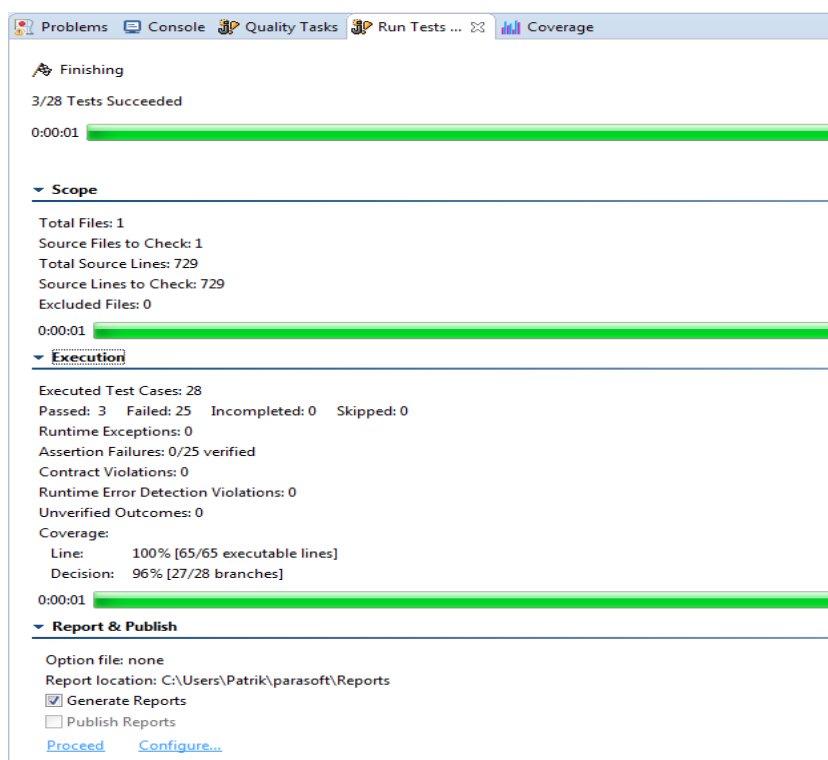 Problems Console Quality Tasks Run Tests ... Coverage
Finishing
3/28 Tests Succeeded
0:00:01
Scope
Total Files: 1
Source Files to Check: 1
Total Source Lines: 729
Source Lines to Check: 729
Excluded Files: 0
0:00:01
Execution
Executed Test Cases: 28
Passed: 3 Failed: 25 Incompleted: 0 Skipped: 0
Runtime Exceptions: 0
Assertion Failures: 0/25 verified
Contract Violations: 0
Runtime Error Detection Violations: 0
Unverified Outcomes: 0
Coverage:
Line: 100% [65/65 executable lines]
Decision: 96% [27/28 branches]
0:00:01
Report & Publish
Option file: none
Report location: C:\Users\Patrik\parasoft\Reports
Generate Reports
Publish Reports
Proceed Configure...